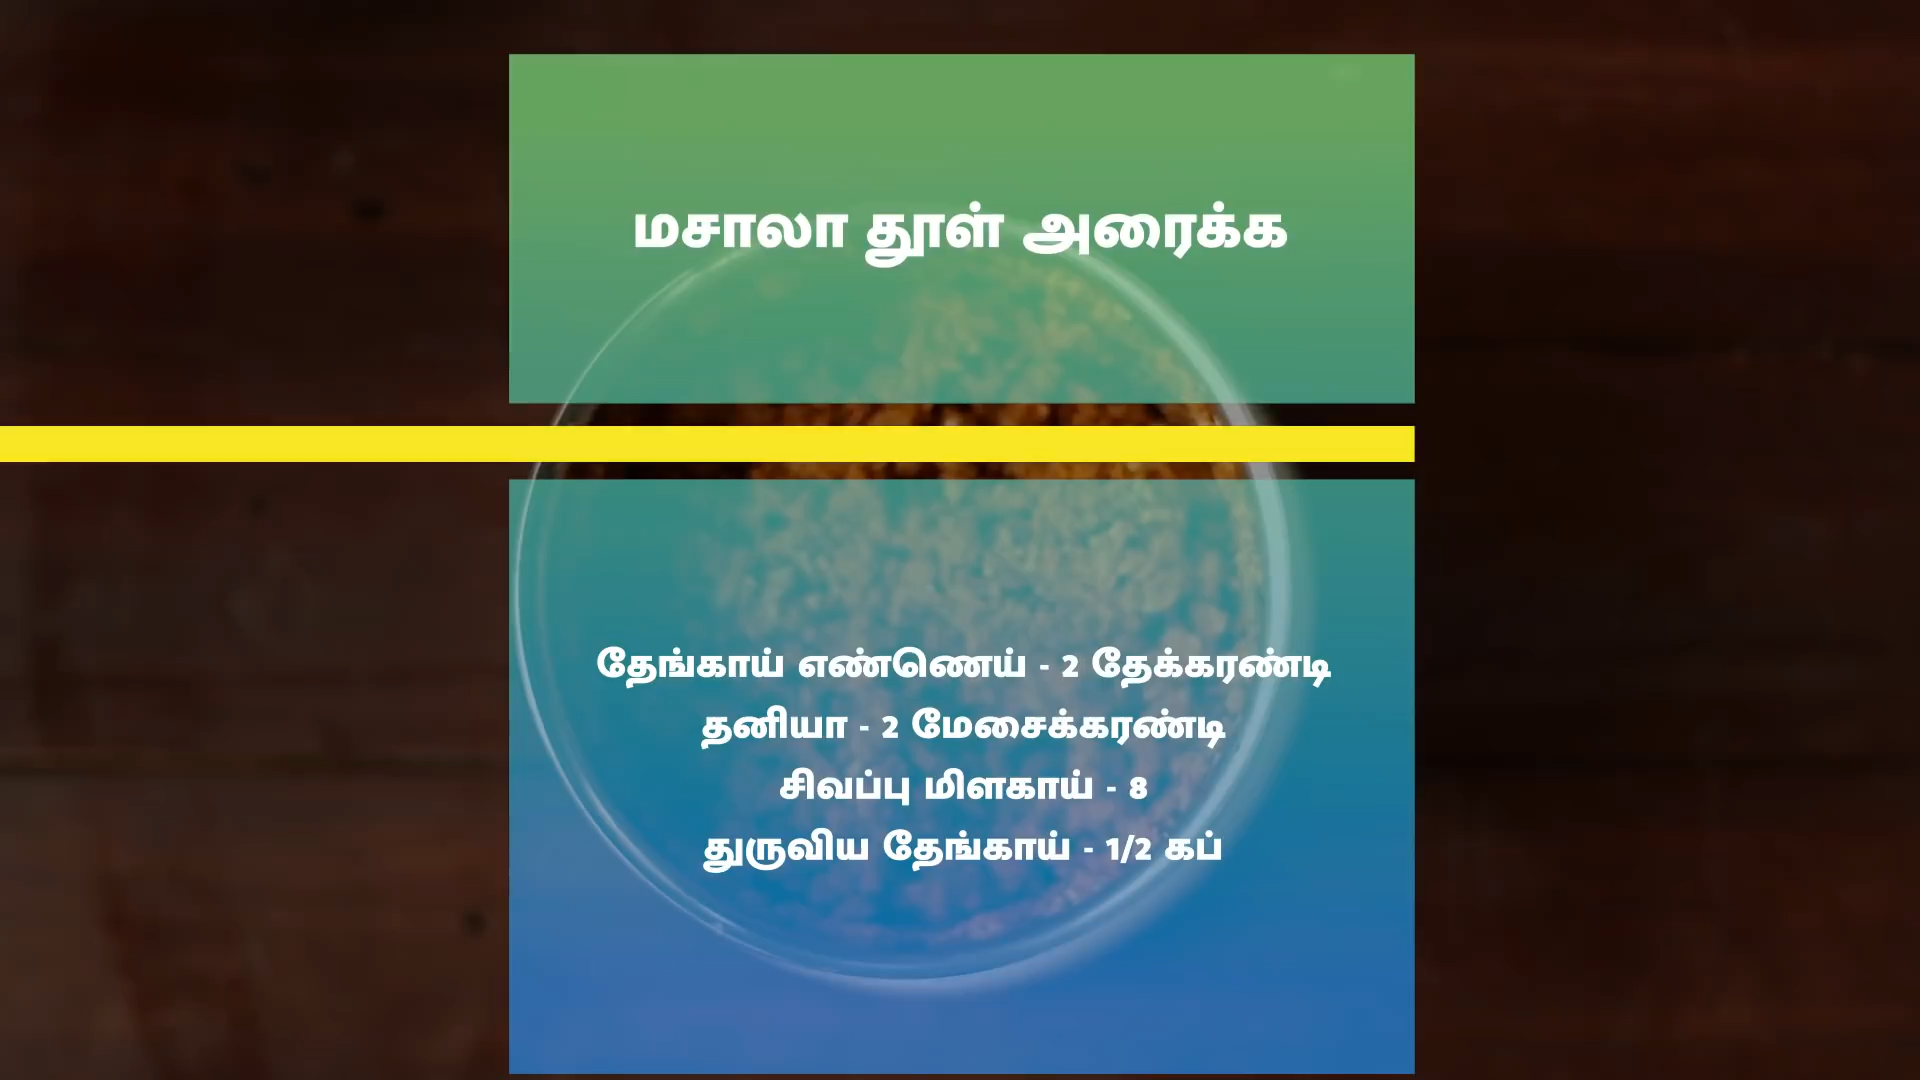 மசாலா தூள் அரைக்க
தேங்காய் எண்ணெய் - 2 தேக்கரண்டி
தனியா - 2 மேசைக்கரண்டி
சிவப்பு மிளகாய் - 8
துருவிய தேங்காய் - 1/2 கப்